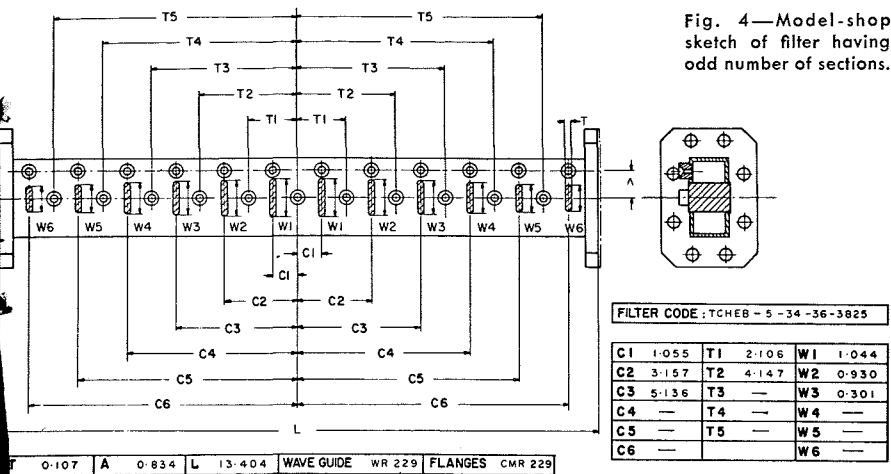 Fig. 4—Model-shop
sketch of filter having
odd number of sections.
T5 T5
T4 T4
T3 T3
T2 T2
T1 T1 T
A
W6 W5 W4 W3 W2 W1 W1 W2 W3 W4 W5 W6
C1
C1
C2 C2
C3 C3
C4 C4
C5 C5
C6 C6
L
FILTER CODE : TCHEB - 5 - 34 - 36 - 3825
C1 1·055 T1 2·106 W1 1·044
C2 3·157 T2 4·147 W2 0·930
C3 5·136 T3 — W3 0·301
C4 — T4 — W4 —
C5 — T5 — W5 —
C6 — W6 —
T 0·107 A 0·834 L 13·404 WAVE GUIDE WR 229 FLANGES CMR 229